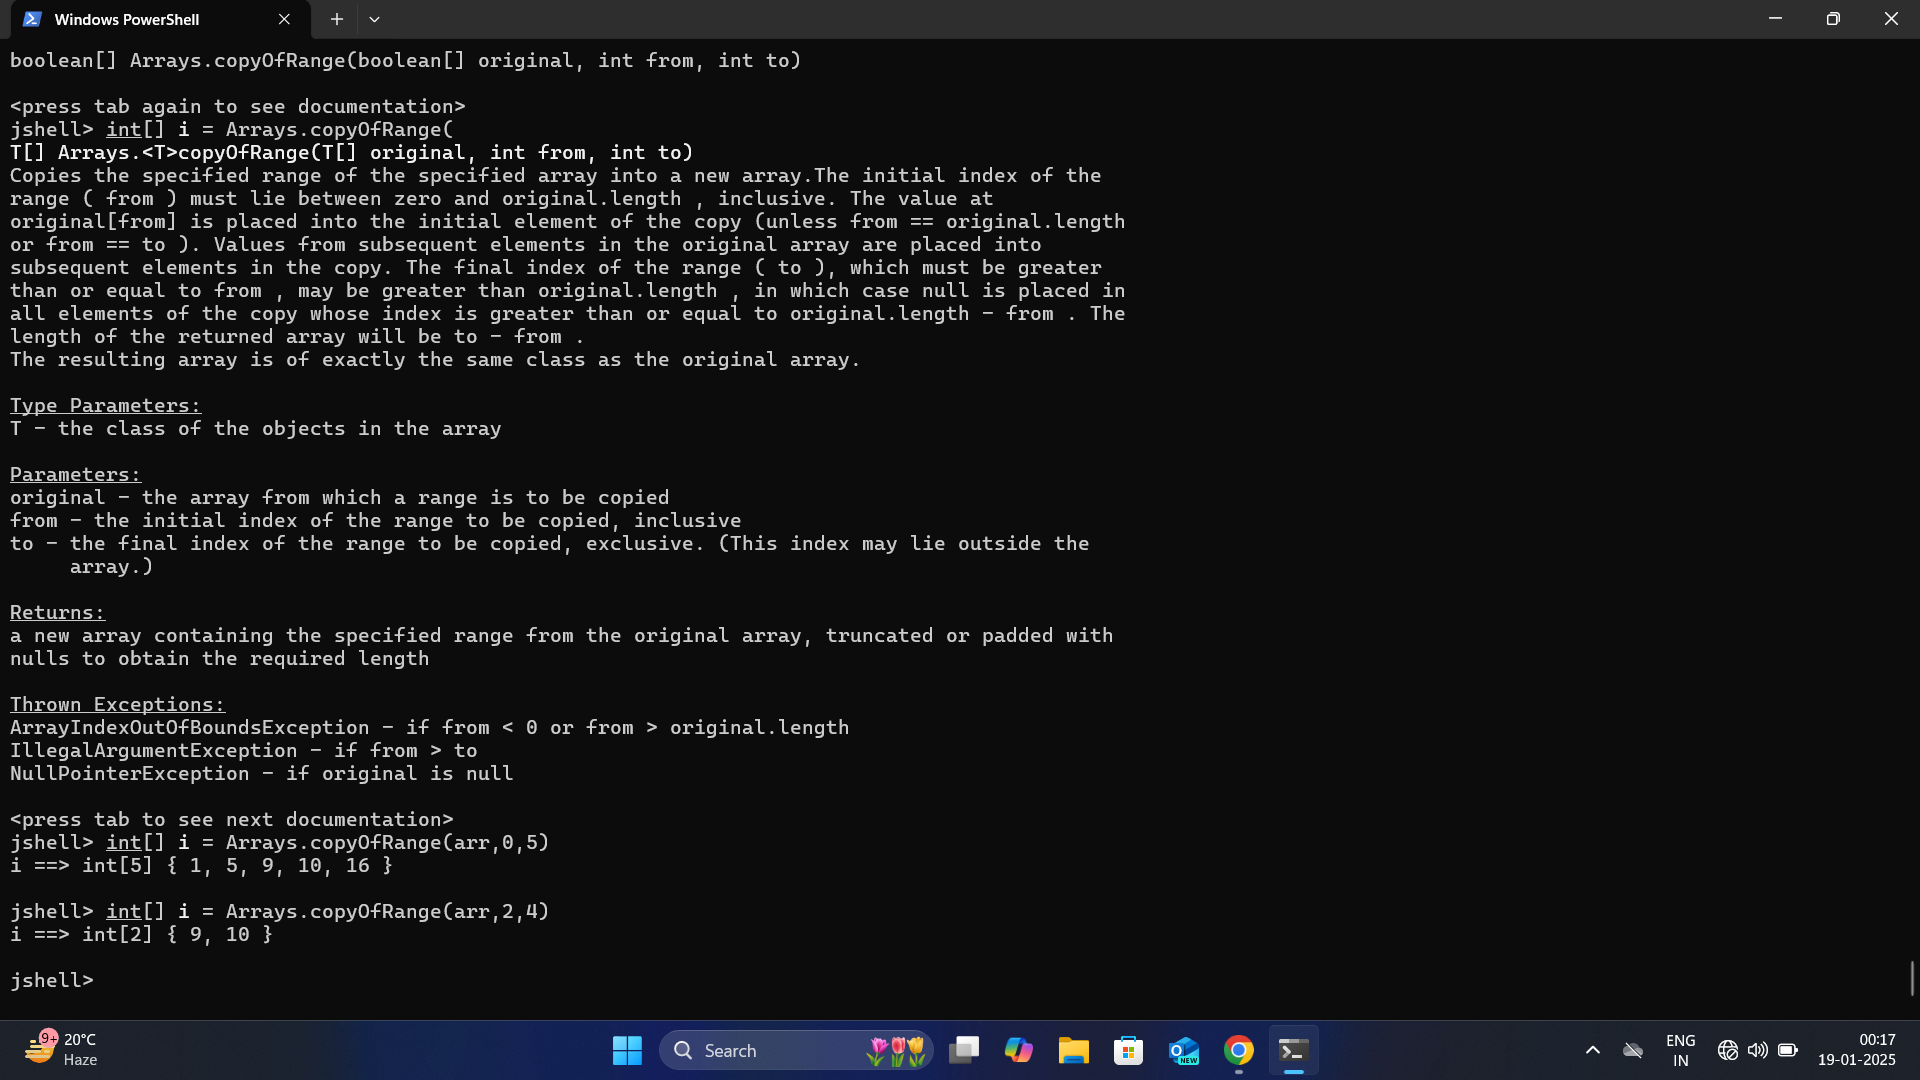 Windows PowerShell
boolean[] Arrays.copyOfRange(boolean[] original, int from, int to)
<press tab again to see documentation>
jshell> int[] i = Arrays.copyOfRange(
T[] Arrays.<T>copyOfRange(T[] original, int from, int to)
Copies the specified range of the specified array into a new array.The initial index of the
range ( from ) must lie between zero and original.length , inclusive. The value at
original[from] is placed into the initial element of the copy (unless from == original.length
or from == to ). Values from subsequent elements in the original array are placed into
subsequent elements in the copy. The final index of the range ( to ), which must be greater
than or equal to from , may be greater than original.length , in which case null is placed in
all elements of the copy whose index is greater than or equal to original.length - from . The
length of the returned array will be to - from .
The resulting array is of exactly the same class as the original array.
Type Parameters:
T - the class of the objects in the array
Parameters:
original - the array from which a range is to be copied
from - the initial index of the range to be copied, inclusive
to - the final index of the range to be copied, exclusive. (This index may lie outside the
array.)
Returns:
a new array containing the specified range from the original array, truncated or padded with
nulls to obtain the required length
Thrown Exceptions:
ArrayIndexOutOfBoundsException - if from < 0 or from > original.length
IllegalArgumentException - if from > to
NullPointerException - if original is null
<press tab to see next documentation>
jshell> int[] i = Arrays.copyOfRange(arr,0,5)
i ==> int[5] { 1, 5, 9, 10, 16 }
jshell> int[] i = Arrays.copyOfRange(arr,2,4)
i ==> int[2] { 9, 10 }
jshell>
9+
20°C
Haze
Search
NEW
ENG
IN
00:17
19-01-2025